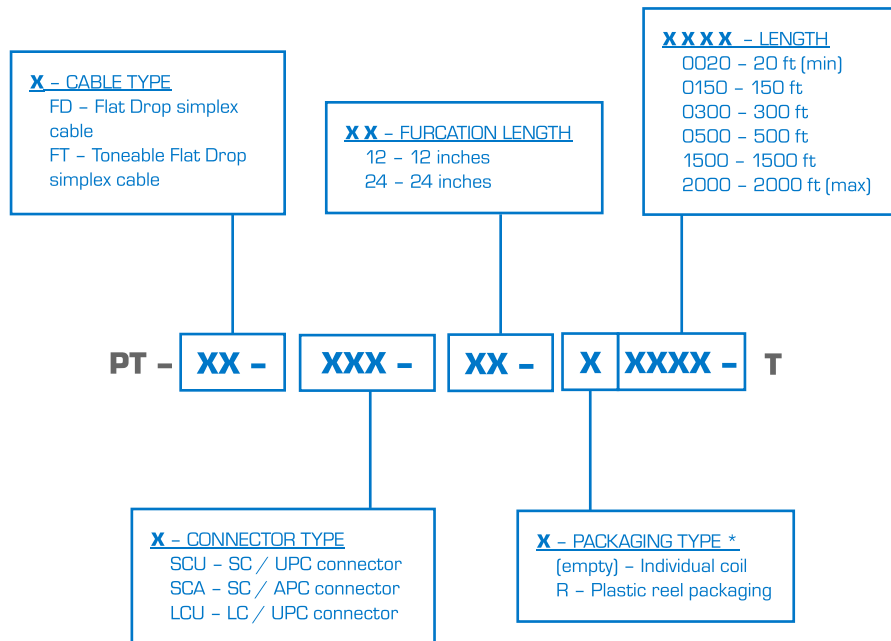 X – CABLE TYPE
FD – Flat Drop simplex
cable
FT – Toneable Flat Drop
simplex cable
X X – FURCATION LENGTH
12 – 12 inches
24 – 24 inches
X X X X – LENGTH
0020 – 20 ft (min)
0150 – 150 ft
0300 – 300 ft
0500 – 500 ft
1500 – 1500 ft
2000 – 2000 ft (max)
PT – XX – XXX – XX – X XXXX – T
X – CONNECTOR TYPE
SCU – SC / UPC connector
SCA – SC / APC connector
LCU – LC / UPC connector
X – PACKAGING TYPE *
(empty) – Individual coil
R – Plastic reel packaging